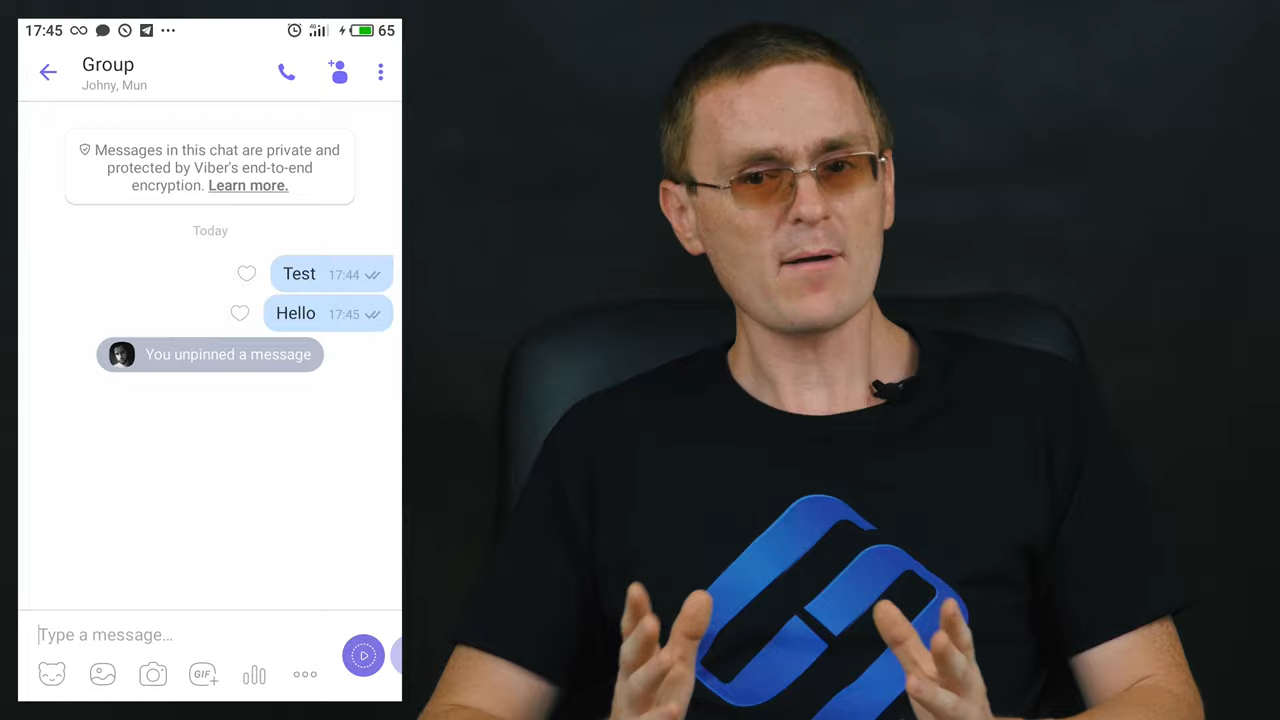 17:45 ... 4G 65
Group
Johny, Mun
Messages in this chat are private and
protected by Viber's end-to-end
encryption. Learn more.
Today
Test 17:44
Hello 17:45
You unpinned a message
Type a message...
GIF+